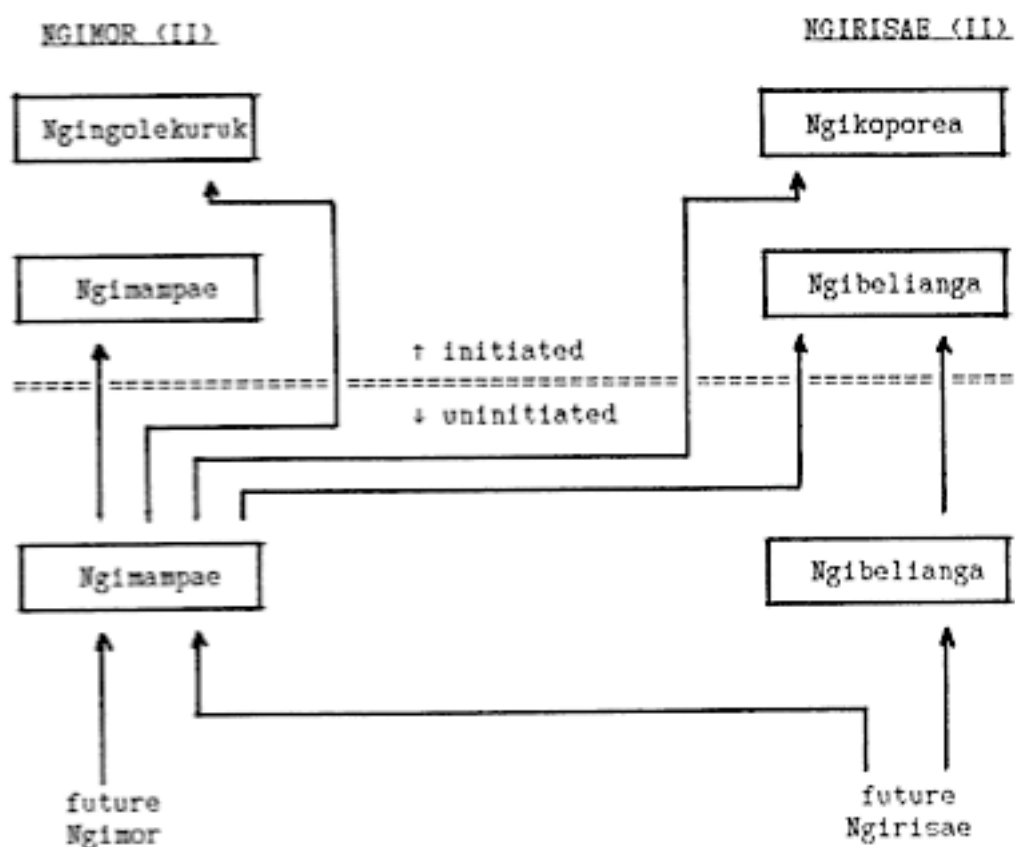 NGIMOR (II)
NGIRISAE (II)
Ngingolekuruk
Ngikoporea
Ngimampae
Ngibelianga
↑ initiated
↓ uninitiated
Ngimampae
Ngibelianga
future
Ngimor
future
Ngirisae